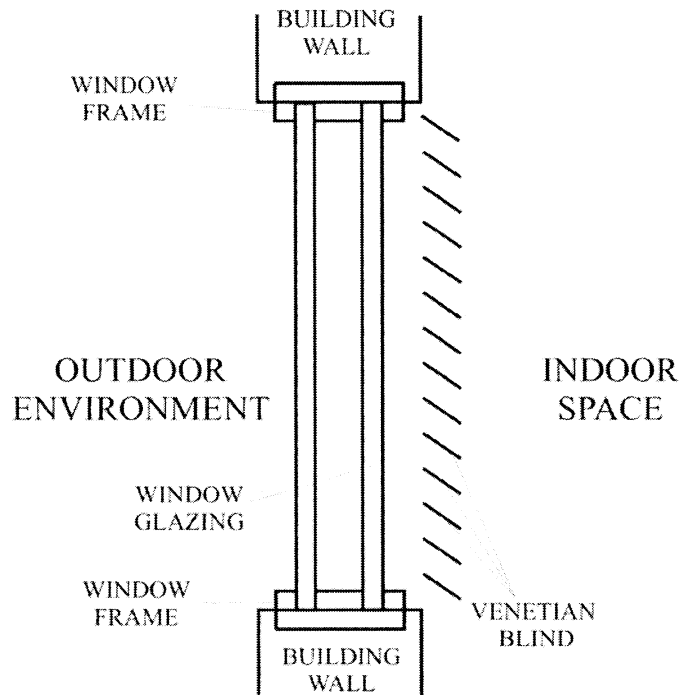 BUILDING
WALL
WINDOW
FRAME
OUTDOOR
ENVIRONMENT
INDOOR
SPACE
WINDOW
GLAZING
WINDOW
FRAME
VENETIAN
BLIND
BUILDING
WALL